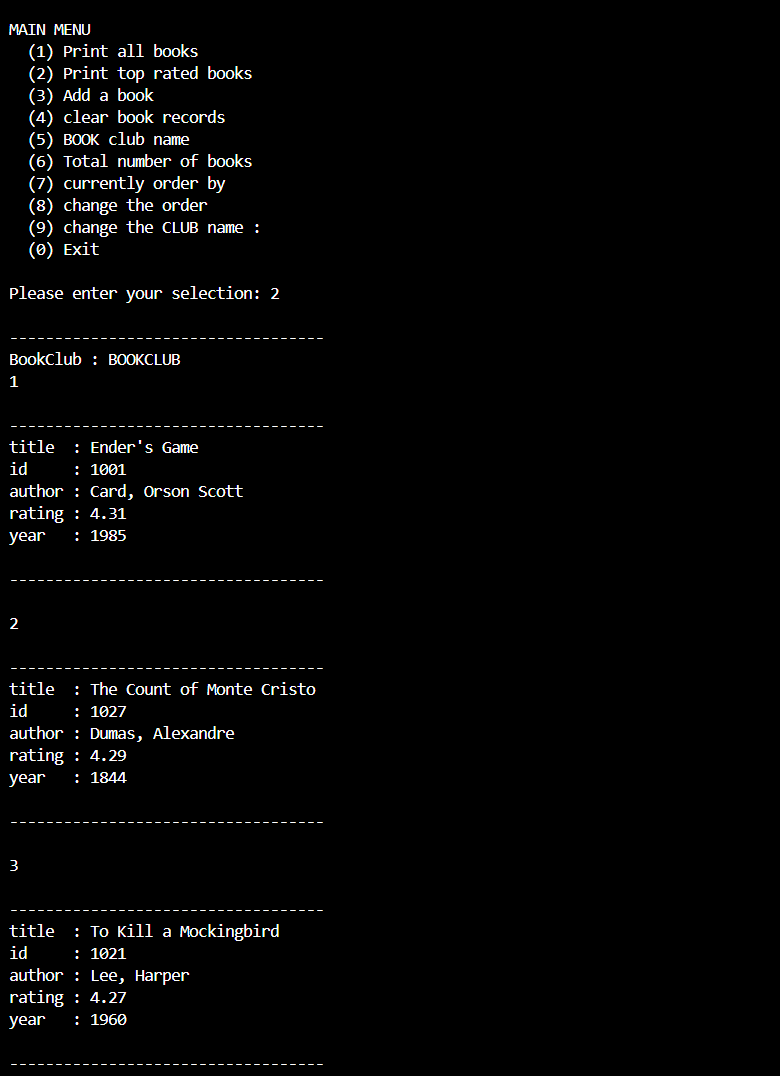 MAIN MENU
(1) Print all books
(2) Print top rated books
(3) Add a book
(4) clear book records
(5) BOOK club name
(6) Total number of books
(7) currently order by
(8) change the order
(9) change the CLUB name :
(0) Exit
Please enter your selection: 2
-----------------------------------
BookClub : BOOKCLUB
1
-----------------------------------
title  : Ender's Game
id     : 1001
author : Card, Orson Scott
rating : 4.31
year   : 1985
-----------------------------------
2
-----------------------------------
title  : The Count of Monte Cristo
id     : 1027
author : Dumas, Alexandre
rating : 4.29
year   : 1844
-----------------------------------
3
-----------------------------------
title  : To Kill a Mockingbird
id     : 1021
author : Lee, Harper
rating : 4.27
year   : 1960
-----------------------------------